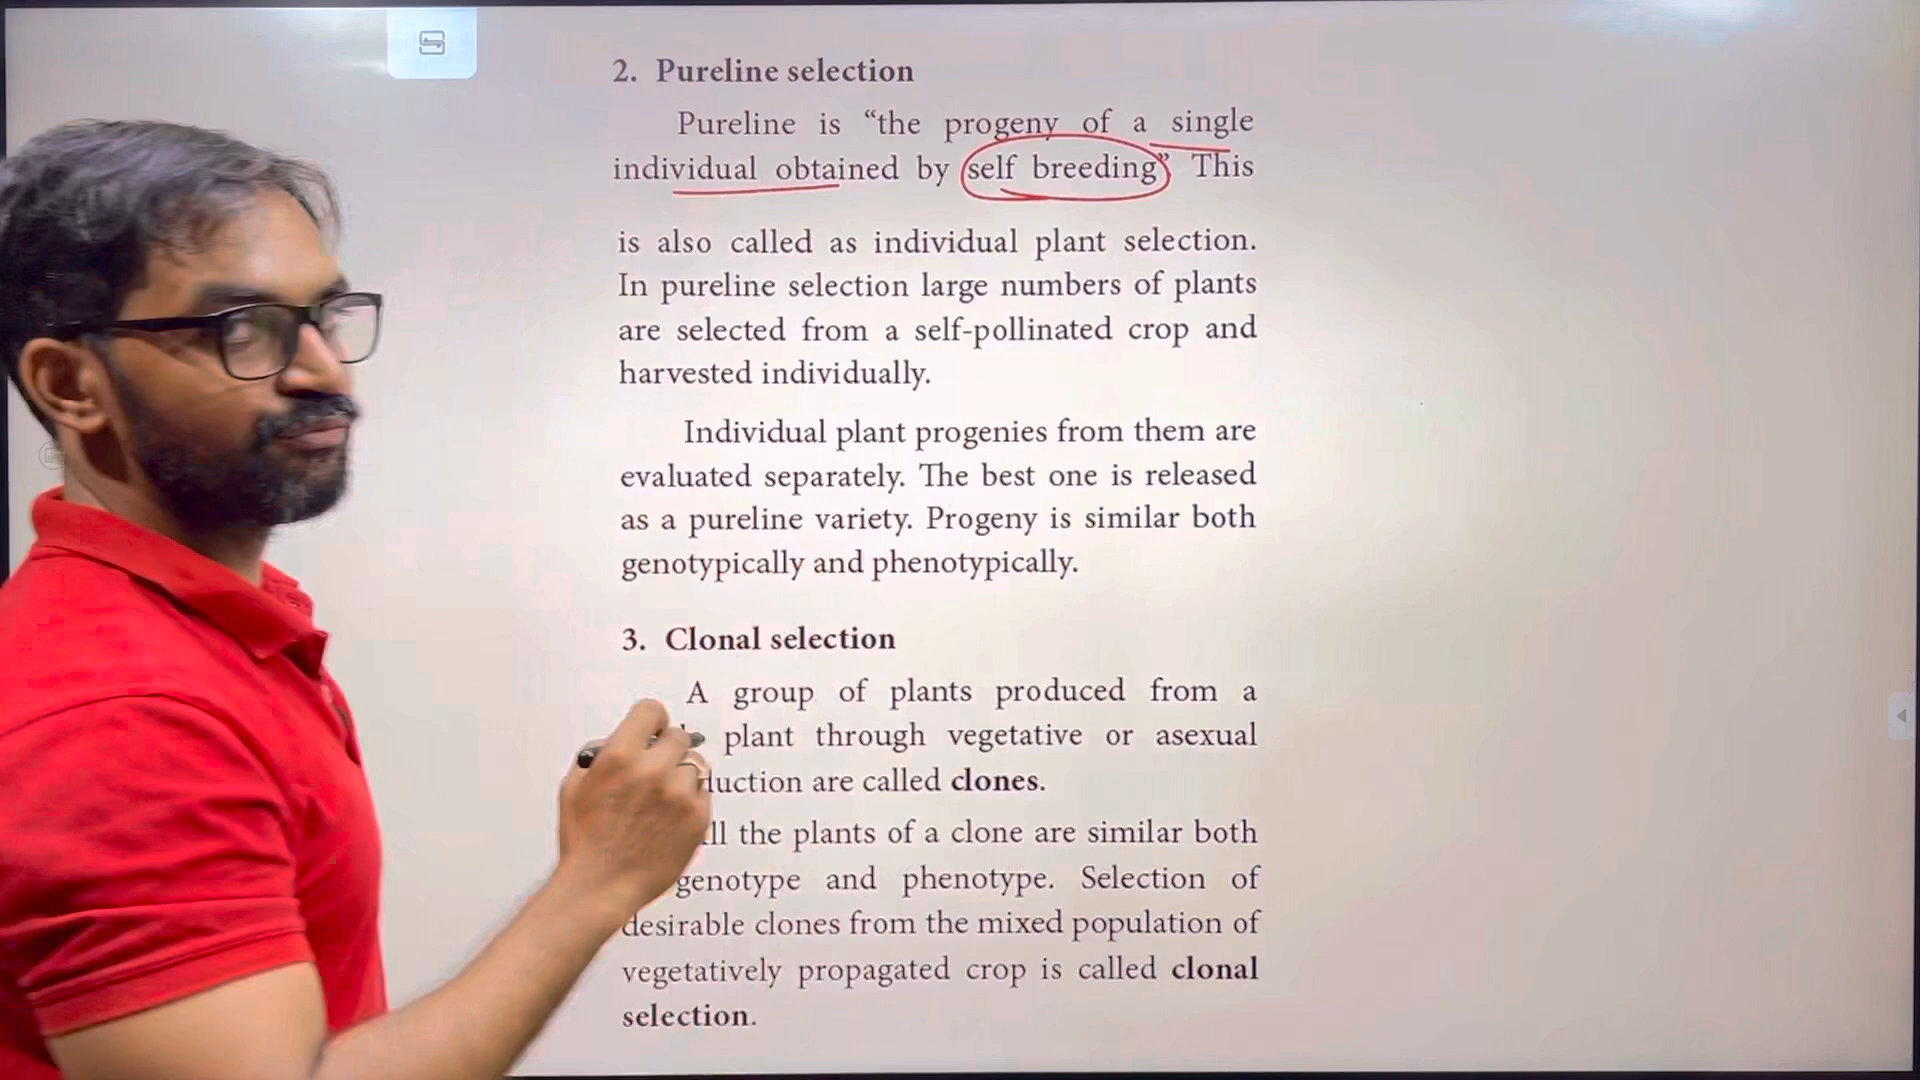 2. Pureline selection
Pureline is “the progeny of a single
individual obtained by self breeding” This
is also called as individual plant selection.
In pureline selection large numbers of plants
are selected from a self-pollinated crop and
harvested individually.
Individual plant progenies from them are
evaluated separately. The best one is released
as a pureline variety. Progeny is similar both
genotypically and phenotypically.
3. Clonal selection
A group of plants produced from a
plant through vegetative or asexual
duction are called clones.
ll the plants of a clone are similar both
genotype and phenotype. Selection of
desirable clones from the mixed population of
vegetatively propagated crop is called clonal
selection.